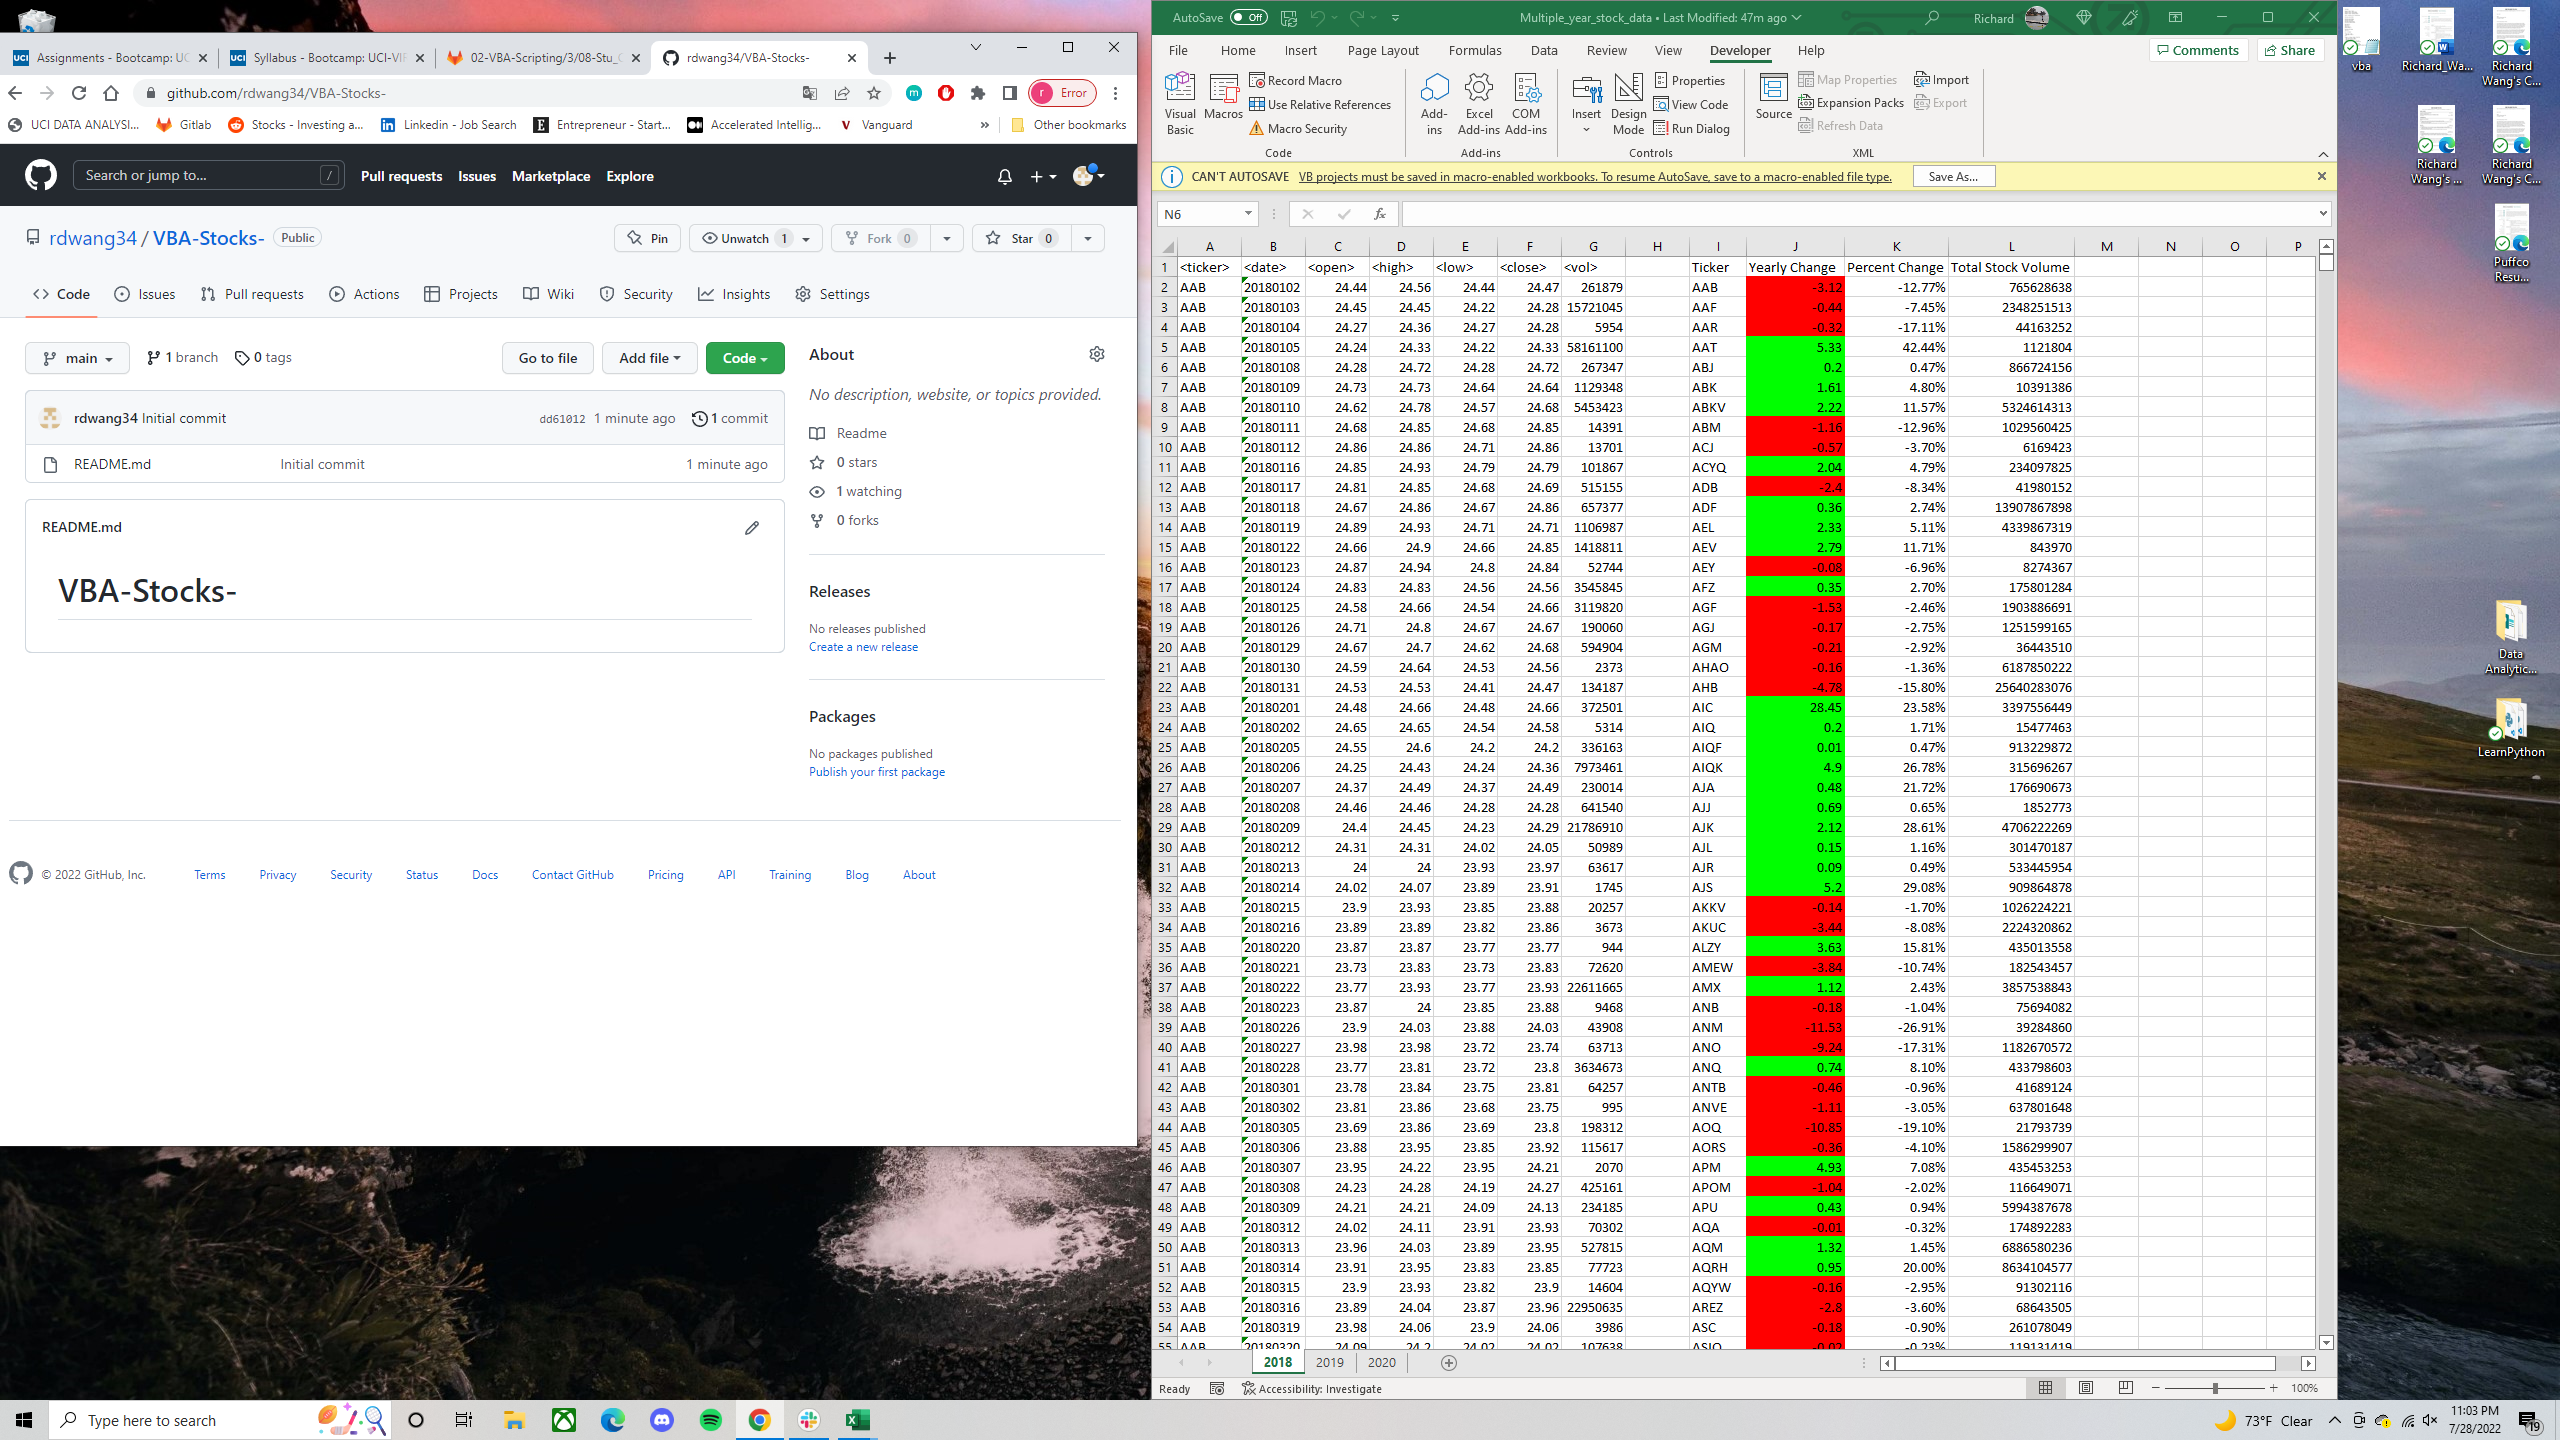 Assignments - Bootcamp: UC
Syllabus - Bootcamp: UCI-VI
02-VBA-Scripting/3/08-Stu_
rdwang34/VBA-Stocks-
github.com/rdwang34/VBA-Stocks-
r Error
UCI DATA ANALYSI...
Gitlab
Stocks - Investing a...
Linkedin - Job Search
Entrepreneur - Start...
Accelerated Intellig...
Vanguard
»
Other bookmarks
Search or jump to... /
Pull requests Issues Marketplace Explore
rdwang34 / VBA-Stocks- Public
Pin Unwatch 1 Fork 0 Star 0
Code Issues Pull requests Actions Projects Wiki Security Insights Settings
main 1 branch 0 tags Go to file Add file Code
rdwang34 Initial commit dd61012 1 minute ago 1 commit
README.md Initial commit 1 minute ago
README.md
VBA-Stocks-
About
No description, website, or topics provided.
Readme
0 stars
1 watching
0 forks
Releases
No releases published
Create a new release
Packages
No packages published
Publish your first package
© 2022 GitHub, Inc. Terms Privacy Security Status Docs Contact GitHub Pricing API Training Blog About
AutoSave Off Multiple_year_stock_data • Last Modified: 47m ago Richard
File Home Insert Page Layout Formulas Data Review View Developer Help Comments Share
Visual Basic
Macros
Record Macro
Use Relative References
Macro Security
Code
Add-ins
Excel Add-ins
COM Add-ins
Add-ins
Insert
Design Mode
Properties
View Code
Run Dialog
Controls
Source
Map Properties
Expansion Packs
Refresh Data
Import
Export
XML
CAN'T AUTOSAVE VB projects must be saved in macro-enabled workbooks. To resume AutoSave, save to a macro-enabled file type. Save As...
N6 fx
A B C D E F G H I J K L M N O P
1 <ticker> <date> <open> <high> <low> <close> <vol> Ticker Yearly Change Percent Change Total Stock Volume
2 AAB 20180102 24.44 24.56 24.44 24.47 261879 AAB -3.12 -12.77% 765628638
3 AAB 20180103 24.45 24.45 24.22 24.28 15721045 AAF -0.44 -7.45% 2348251513
4 AAB 20180104 24.27 24.36 24.27 24.28 5954 AAR -0.32 -17.11% 44163252
5 AAB 20180105 24.24 24.33 24.22 24.33 58161100 AAT 5.33 42.44% 1121804
6 AAB 20180108 24.28 24.72 24.28 24.72 267347 ABJ 0.2 0.47% 866724156
7 AAB 20180109 24.73 24.73 24.64 24.64 1129348 ABK 1.61 4.80% 10391386
8 AAB 20180110 24.62 24.78 24.57 24.68 5453423 ABKV 2.22 11.57% 5324614313
9 AAB 20180111 24.68 24.85 24.68 24.85 14391 ABM -1.16 -12.96% 1029560425
10 AAB 20180112 24.86 24.86 24.71 24.86 13701 ACJ -0.57 -3.70% 6169423
11 AAB 20180116 24.85 24.93 24.79 24.79 101867 ACYQ 2.04 4.79% 234097825
12 AAB 20180117 24.81 24.85 24.68 24.69 515155 ADB -2.4 -8.34% 41980152
13 AAB 20180118 24.67 24.86 24.67 24.86 657377 ADF 0.36 2.74% 13907867898
14 AAB 20180119 24.89 24.93 24.71 24.71 1106987 AEL 2.33 5.11% 4339867319
15 AAB 20180122 24.66 24.9 24.66 24.85 1418811 AEV 2.79 11.71% 843970
16 AAB 20180123 24.87 24.94 24.8 24.84 52744 AEY -0.08 -6.96% 8274367
17 AAB 20180124 24.83 24.83 24.56 24.56 3545845 AFZ 0.35 2.70% 175801284
18 AAB 20180125 24.58 24.66 24.54 24.66 3119820 AGF -1.53 -2.46% 1903886691
19 AAB 20180126 24.71 24.8 24.67 24.67 190060 AGJ -0.17 -2.75% 1251599165
20 AAB 20180129 24.67 24.7 24.62 24.68 594904 AGM -0.21 -2.92% 36443510
21 AAB 20180130 24.59 24.64 24.53 24.56 2373 AHAO -0.16 -1.36% 6187850222
22 AAB 20180131 24.53 24.53 24.41 24.47 134187 AHB -4.78 -15.80% 25640283076
23 AAB 20180201 24.48 24.66 24.48 24.66 372501 AIC 28.45 23.58% 3397556449
24 AAB 20180202 24.65 24.65 24.54 24.58 5314 AIQ 0.2 1.71% 15477463
25 AAB 20180205 24.55 24.6 24.2 24.2 336163 AIQF 0.01 0.47% 913229872
26 AAB 20180206 24.25 24.43 24.24 24.36 7973461 AIQK 4.9 26.78% 315696267
27 AAB 20180207 24.37 24.49 24.37 24.49 230014 AJA 0.48 21.72% 176690673
28 AAB 20180208 24.46 24.46 24.28 24.28 641540 AJJ 0.69 0.65% 1852773
29 AAB 20180209 24.4 24.45 24.23 24.29 21786910 AJK 2.12 28.61% 4706222269
30 AAB 20180212 24.31 24.31 24.02 24.05 50989 AJL 0.15 1.16% 301470187
31 AAB 20180213 24 24 23.93 23.97 63617 AJR 0.09 0.49% 533445954
32 AAB 20180214 24.02 24.07 23.89 23.91 1745 AJS 5.2 29.08% 909864878
33 AAB 20180215 23.9 23.93 23.85 23.88 20257 AKKV -0.14 -1.70% 1026224221
34 AAB 20180216 23.89 23.89 23.82 23.86 3673 AKUC -3.44 -8.08% 2224320862
35 AAB 20180220 23.87 23.87 23.77 23.77 944 ALZY 3.63 15.81% 435013558
36 AAB 20180221 23.73 23.83 23.73 23.83 72620 AMEW -3.84 -10.74% 182543457
37 AAB 20180222 23.77 23.93 23.77 23.93 22611665 AMX 1.12 2.43% 3857538843
38 AAB 20180223 23.87 24 23.85 23.88 9468 ANB -0.18 -1.04% 75694082
39 AAB 20180226 23.9 24.03 23.88 24.03 43908 ANM -11.53 -26.91% 39284860
40 AAB 20180227 23.98 23.98 23.72 23.74 63713 ANO -9.24 -17.31% 1182670572
41 AAB 20180228 23.77 23.81 23.72 23.8 3634673 ANQ 0.74 8.10% 433798603
42 AAB 20180301 23.78 23.84 23.75 23.81 64257 ANTB -0.46 -0.96% 41689124
43 AAB 20180302 23.81 23.86 23.68 23.75 995 ANVE -1.11 -3.05% 637801648
44 AAB 20180305 23.69 23.86 23.69 23.8 198312 AOQ -10.85 -19.10% 21793739
45 AAB 20180306 23.88 23.95 23.85 23.92 115617 AORS -0.36 -4.10% 1586299907
46 AAB 20180307 23.95 24.22 23.95 24.21 2070 APM 4.93 7.08% 435453253
47 AAB 20180308 24.23 24.28 24.19 24.27 425161 APOM -1.04 -2.02% 116649071
48 AAB 20180309 24.21 24.21 24.09 24.13 234185 APU 0.43 0.94% 5994387678
49 AAB 20180312 24.02 24.11 23.91 23.93 70302 AQA -0.01 -0.32% 174892283
50 AAB 20180313 23.96 24.03 23.89 23.95 527815 AQM 1.32 1.45% 6886580236
51 AAB 20180314 23.91 23.95 23.83 23.85 77723 AQRH 0.95 20.00% 8634104577
52 AAB 20180315 23.9 23.93 23.82 23.9 14604 AQYW -0.16 -2.95% 91302116
53 AAB 20180316 23.89 24.04 23.87 23.96 22950635 AREZ -2.8 -3.60% 68643505
54 AAB 20180319 23.98 24.06 23.9 24.06 3986 ASC -0.18 -0.90% 261078049
55 AAB 20180320 24.09 24.2 24.02 24.02 107638 ASIO -0.02 -0.23% 119131419
2018 2019 2020
Ready Accessibility: Investigate 100%
vba
Richard_Wa...
Richard Wang's C...
Richard Wang's ...
Richard Wang's C...
Puffco Resu...
Data Analytic...
LearnPython
Type here to search
73°F Clear
11:03 PM
7/28/2022
19